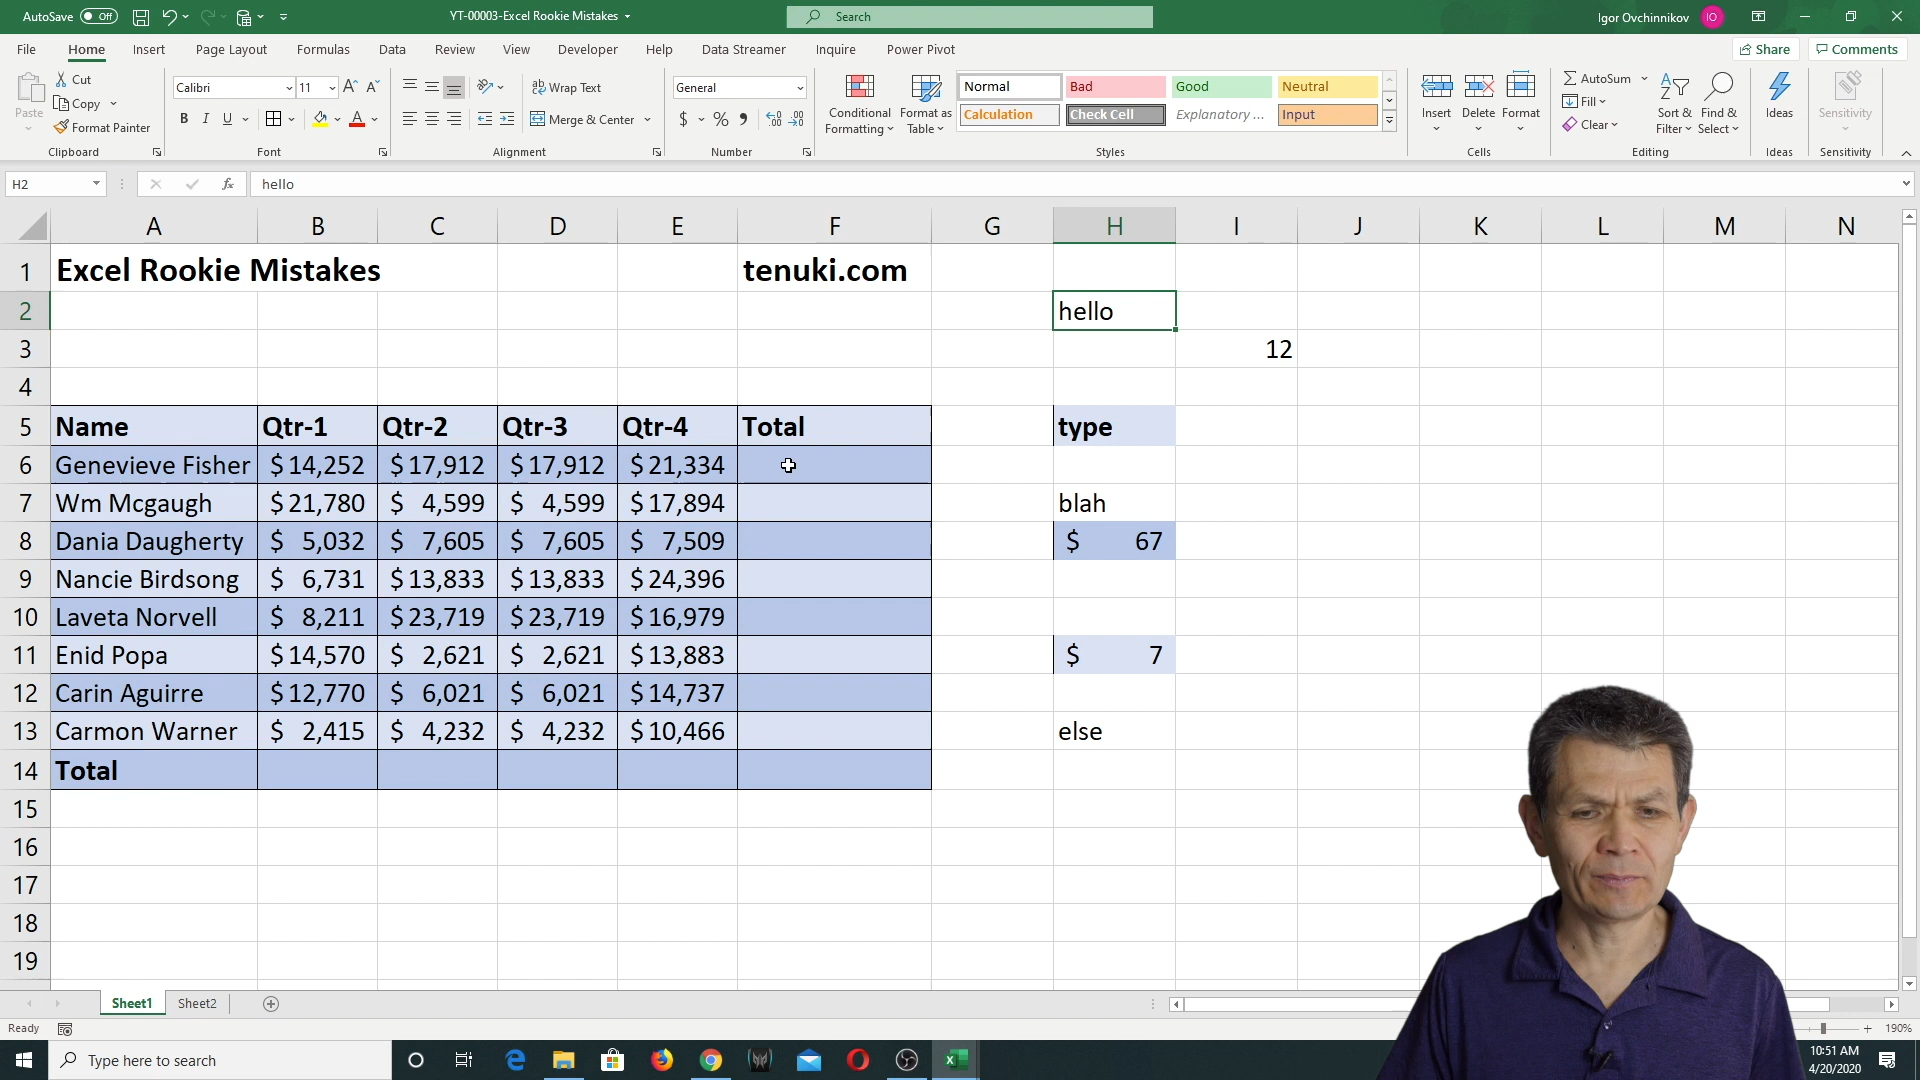 AutoSave Off
YT-00003-Excel Rookie Mistakes
Search
Igor Ovchinnikov IO
File Home Insert Page Layout Formulas Data Review View Developer Help Data Streamer Inquire Power Pivot
Share Comments
Paste
Cut
Copy
Format Painter
Clipboard
Calibri 11
B I U
Font
Wrap Text
Merge & Center
Alignment
General
$ % 9
Number
Conditional Formatting
Format as Table
Normal Bad Good Neutral
Calculation Check Cell Explanatory ... Input
Styles
Insert Delete Format
Cells
AutoSum
Fill
Clear
Sort & Filter
Find & Select
Editing
Ideas
Ideas
Sensitivity
Sensitivity
H2 fx hello
A B C D E F G H I J K L M N
1 Excel Rookie Mistakes tenuki.com
2 hello
3 12
4
5 Name Qtr-1 Qtr-2 Qtr-3 Qtr-4 Total type
6 Genevieve Fisher $14,252 $17,912 $17,912 $21,334
7 Wm Mcgaugh $21,780 $ 4,599 $ 4,599 $17,894 blah
8 Dania Daugherty $ 5,032 $ 7,605 $ 7,605 $ 7,509 $ 67
9 Nancie Birdsong $ 6,731 $13,833 $13,833 $24,396
10 Laveta Norvell $ 8,211 $23,719 $23,719 $16,979
11 Enid Popa $14,570 $ 2,621 $ 2,621 $13,883 $ 7
12 Carin Aguirre $12,770 $ 6,021 $ 6,021 $14,737
13 Carmon Warner $ 2,415 $ 4,232 $ 4,232 $10,466 else
14 Total
15
16
17
18
19
Sheet1 Sheet2
Ready
190%
Type here to search
10:51 AM
4/20/2020